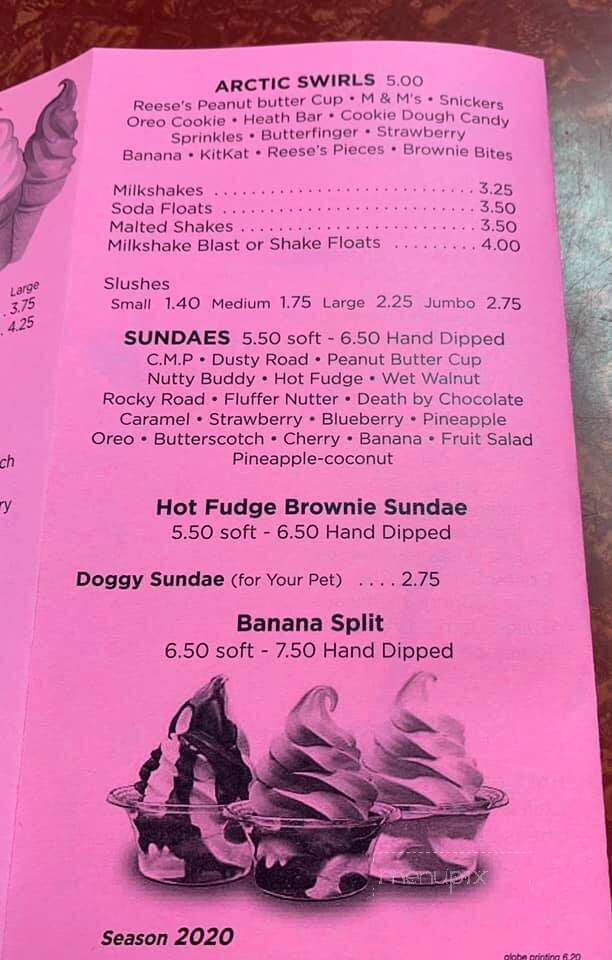 ARCTIC SWIRLS 5.00
Reese's Peanut butter Cup • M & M's • Snickers
Oreo Cookie • Heath Bar • Cookie Dough Candy
Sprinkles • Butterfinger • Strawberry
Banana • KitKat • Reese's Pieces • Brownie Bites
Milkshakes ............................ 3.25
Soda Floats ........................... 3.50
Malted Shakes ......................... 3.50
Milkshake Blast or Shake Floats ......... 4.00
Large
. 3.75
. 4.25
Slushes
Small 1.40 Medium 1.75 Large 2.25 Jumbo 2.75
SUNDAES 5.50 soft - 6.50 Hand Dipped
C.M.P • Dusty Road • Peanut Butter Cup
Nutty Buddy • Hot Fudge • Wet Walnut
Rocky Road • Fluffer Nutter • Death by Chocolate
Caramel • Strawberry • Blueberry • Pineapple
Oreo • Butterscotch • Cherry • Banana • Fruit Salad
Pineapple-coconut
ch
ry
Hot Fudge Brownie Sundae
5.50 soft - 6.50 Hand Dipped
Doggy Sundae (for Your Pet) .... 2.75
Banana Split
6.50 soft - 7.50 Hand Dipped
menupix
Season 2020
globe printing 6.20